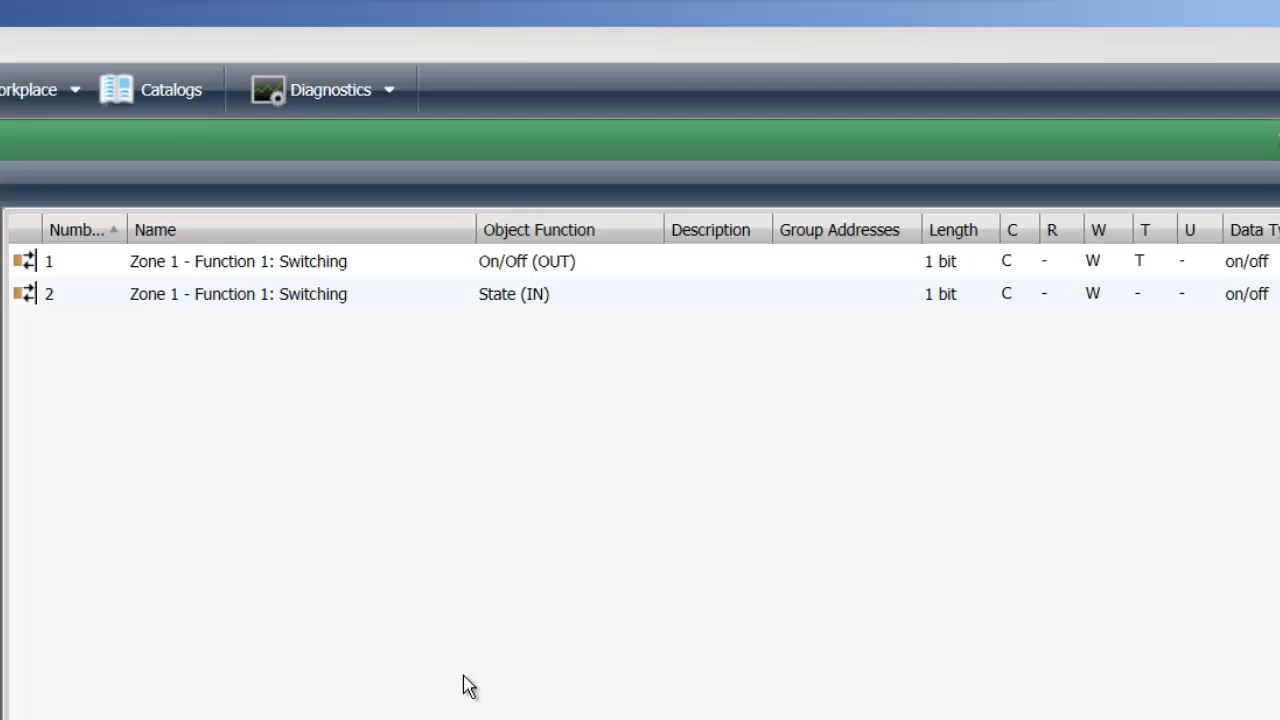 orkplace Catalogs Diagnostics
Numb... Name Object Function Description Group Addresses Length C R W T U Data Ty
1 Zone 1 - Function 1: Switching On/Off (OUT) 1 bit C - W T - on/off
2 Zone 1 - Function 1: Switching State (IN) 1 bit C - W - - on/off